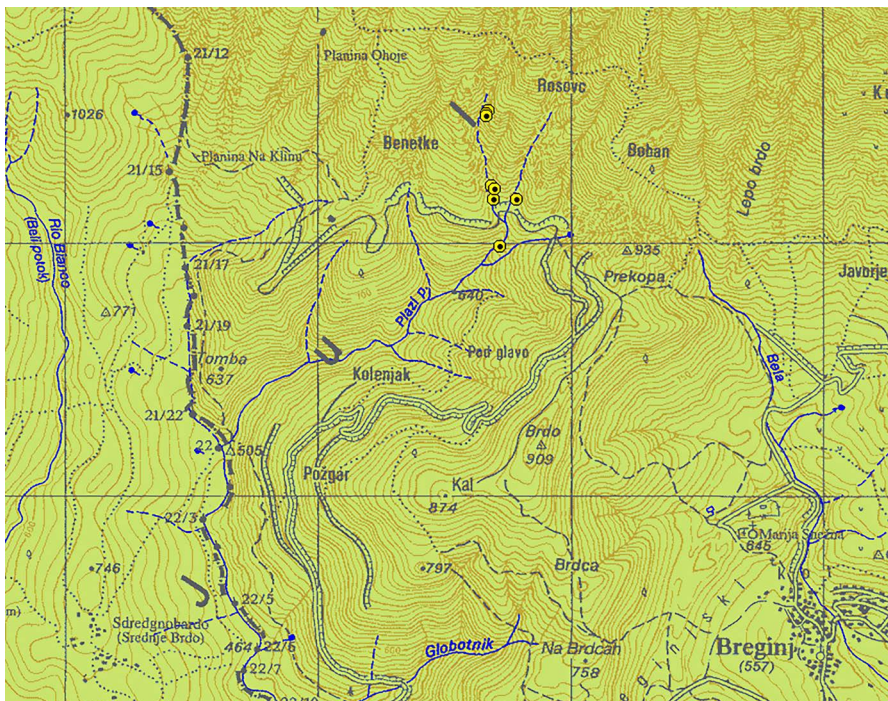 21/12
Planina Ohoje
Rosovc
1026
Benetke
Boban
Planina Na Klinu
21/15
Lepo brdo
Rio Bianco
(Beli potok)
935
21/17
Prekopa
Javorje
700
640
771
Plazi p.
21/19
Pod glavo
Tomba
637
Kolenjak
Bela
21/22
Brdo
909
22
505
Požgar
Kal
874
22/3
Marija Snežna
645
746
797
Brdca
22/5
Sdredgnobardo
(Srednje Brdo)
m)
464
22/6
600
Globotnik
Na Brdcah
758
Breginj
(557)
22/7